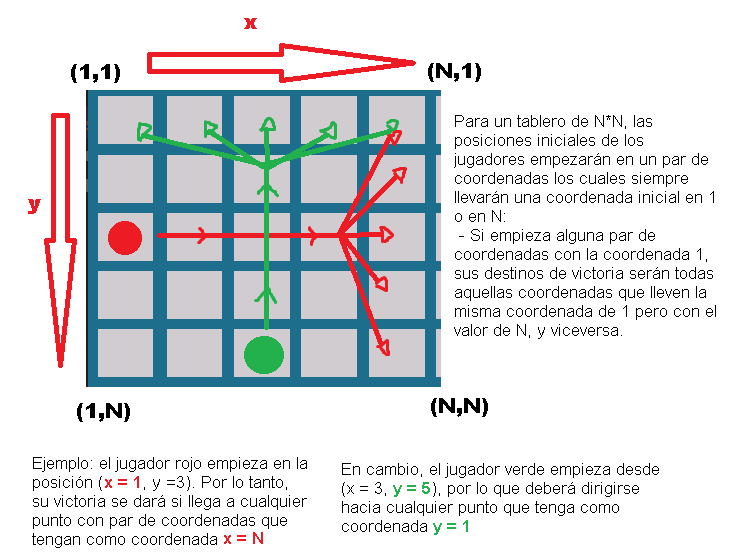 x
(1,1)
(N,1)
y
Para un tablero de N*N, las
posiciones iniciales de los
jugadores empezarán en un par de
coordenadas los cuales siempre
llevarán una coordenada inicial en 1
o en N:
- Si empieza alguna par de
coordenadas con la coordenada 1,
sus destinos de victoria serán todas
aquellas coordenadas que lleven la
misma coordenada de 1 pero con el
valor de N, y viceversa.
(1,N)
(N,N)
Ejemplo: el jugador rojo empieza en la
posición (x = 1, y =3). Por lo tanto,
su victoria se dará si llega a cualquier
punto con par de coordenadas que
tengan como coordenada x = N
En cambio, el jugador verde empieza desde
(x = 3, y = 5), por lo que deberá dirigirse
hacia cualquier punto que tenga como
coordenada y = 1